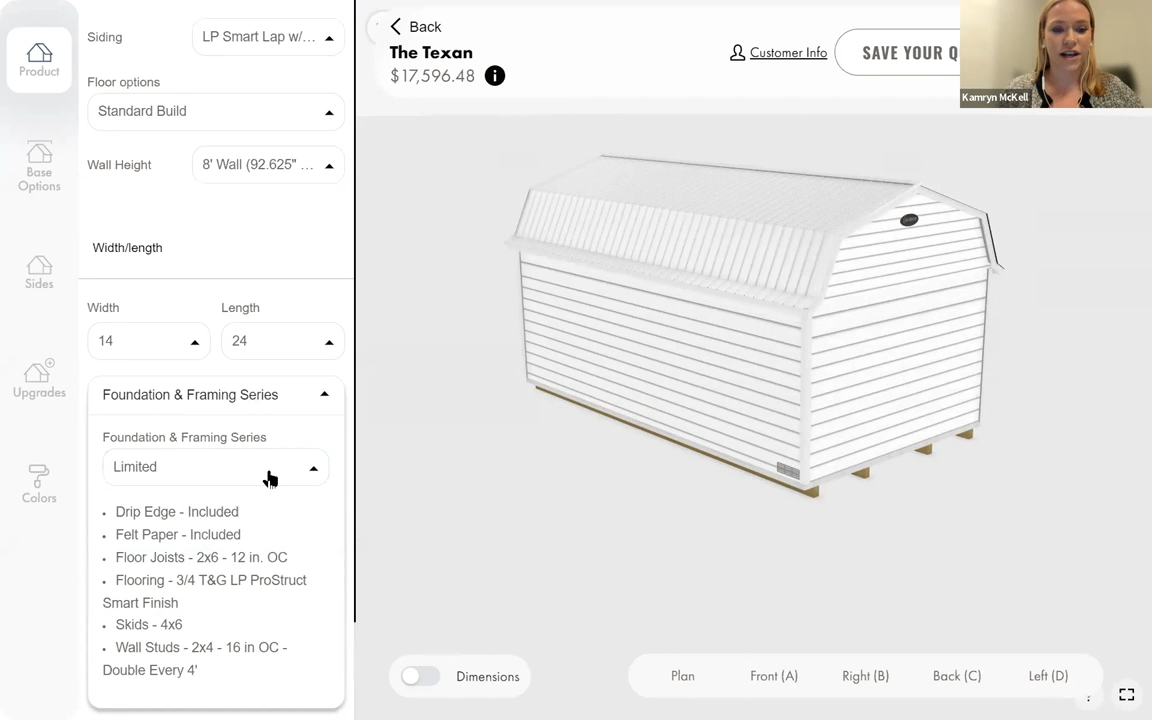 Product
Base
Options
Sides
Upgrades
Colors
Siding
LP Smart Lap w/...
Floor options
Standard Build
Wall Height
8' Wall (92.625" ...
Width/length
Width
Length
14
24
Foundation & Framing Series
Foundation & Framing Series
Limited
• Drip Edge - Included
• Felt Paper - Included
• Floor Joists - 2x6 - 12 in. OC
• Flooring - 3/4 T&G LP ProStruct
Smart Finish
• Skids - 4x6
• Wall Studs - 2x4 - 16 in OC -
Double Every 4'
Back
The Texan
$17,596.48
Customer Info
SAVE YOUR Q
Kamryn McKell
Dimensions
Plan
Front (A)
Right (B)
Back (C)
Left (D)
?